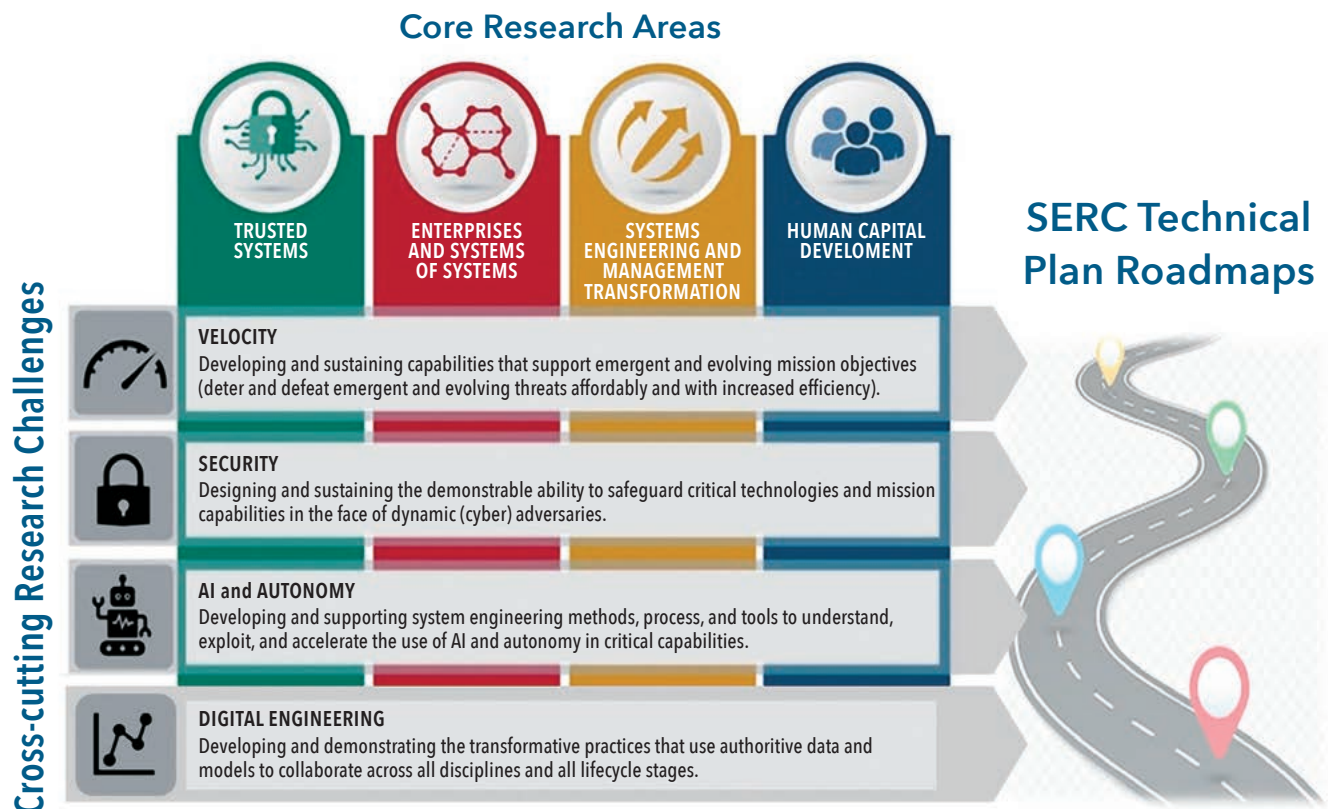 Core Research Areas
TRUSTED
SYSTEMS
ENTERPRISES
AND SYSTEMS
OF SYSTEMS
SYSTEMS
ENGINEERING AND
MANAGEMENT
TRANSFORMATION
HUMAN CAPITAL
DEVELOMENT
SERC Technical
Plan Roadmaps
Cross-cutting Research Challenges
VELOCITY
Developing and sustaining capabilities that support emergent and evolving mission objectives
(deter and defeat emergent and evolving threats affordably and with increased efficiency).
SECURITY
Designing and sustaining the demonstrable ability to safeguard critical technologies and mission
capabilities in the face of dynamic (cyber) adversaries.
AI and AUTONOMY
Developing and supporting system engineering methods, process, and tools to understand,
exploit, and accelerate the use of AI and autonomy in critical capabilities.
DIGITAL ENGINEERING
Developing and demonstrating the transformative practices that use authoritive data and
models to collaborate across all disciplines and all lifecycle stages.